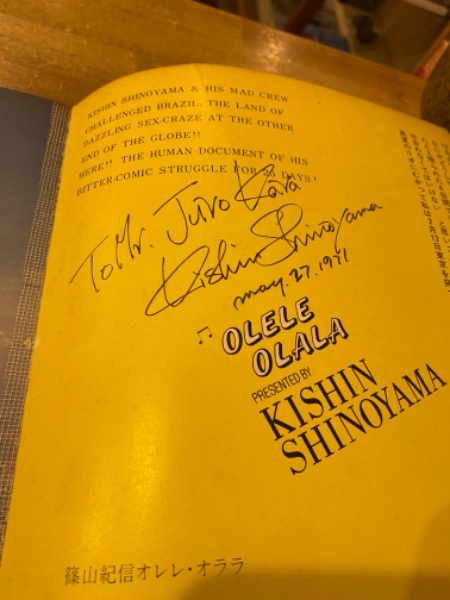 KISHIN SHINOYAMA & HIS MAD CREW
CHALLENGED BRAZIL, THE LAND OF
DAZZLING SEX-CRAZE AT THE OTHER
END OF THE GLOBE!!
HERE!! THE HUMAN DOCUMENT OF HIS
BITTER-COMIC STRUGGLE FOR 25 DAYS!
To Mr. Juro Kara
Kishin Shinoyama
may. 27. 1971
OLELE
OLALA
PRESENTED BY
KISHIN
SHINOYAMA
篠山紀信オレレ・オララ